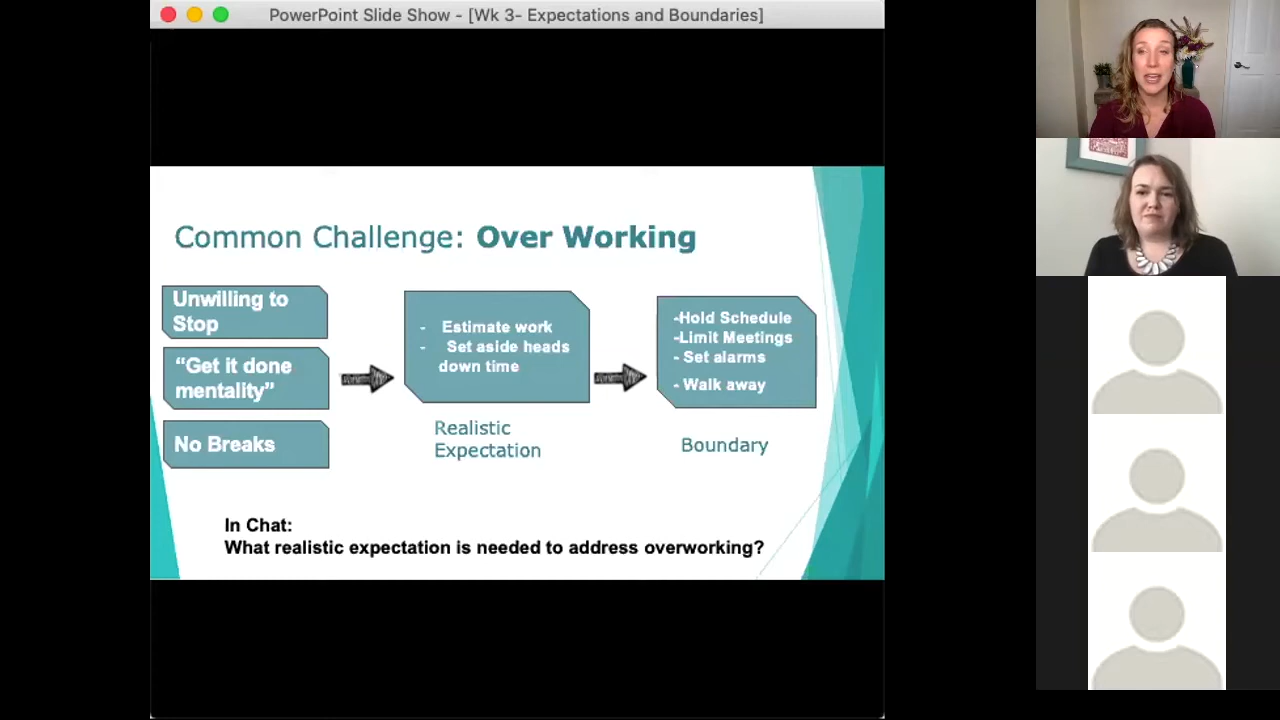 PowerPoint Slide Show - [Wk 3- Expectations and Boundaries]
Common Challenge: Over Working
Unwilling to
Stop
“Get it done
mentality”
No Breaks
- Estimate work
- Set aside heads
down time
Realistic
Expectation
-Hold Schedule
-Limit Meetings
- Set alarms
- Walk away
Boundary
In Chat:
What realistic expectation is needed to address overworking?